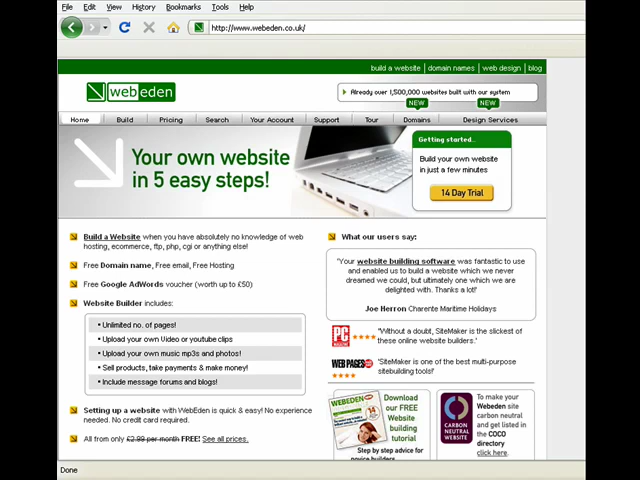 File Edit View History Bookmarks Tools Help
http://www.webeden.co.uk/
build a website | domain names | web design | blog
webeden
Already over 1,500,000 websites built with our system
NEW NEW
Home Build Pricing Search Your Account Support Tour Domains Design Services
Your own website
in 5 easy steps!
Getting started..
Build your own website
in just a few minutes
14 Day Trial
Build a Website when you have absolutely no knowledge of web
hosting, ecommerce, ftp, php, cgi or anything else!
Free Domain name, Free email, Free Hosting
Free Google AdWords voucher (worth up to £50)
Website Builder includes:
• Unlimited no. of pages!
• Upload your own Video or youtube clips
• Upload your own music mp3s and photos!
• Sell products, take payments & make money!
• Include message forums and blogs!
Setting up a website with WebEden is quick & easy! No experience
needed. No credit card required.
All from only £2.99 per month FREE! See all prices.
What our users say:
'Your website building software was fantastic to
use and enabled us to build a website which we never
dreamed we could, but ultimately one which we are
delighted with. Thanks a lot!'
Joe Herron Charente Maritime Holidays
PC
"Without a doubt, SiteMaker is the slickest of
these online website builders.'
WEB PAGES
'SiteMaker is one of the best multi-purpose
sitebuilding tools!'
WEBEDEN
Download
our FREE
Website
building
tutorial
Step by step advice for
novice builders
CARBON
NEUTRAL
WEBSITE
To make your
Webeden site
carbon neutral
and get listed in
the COCO
directory
click here.
Done